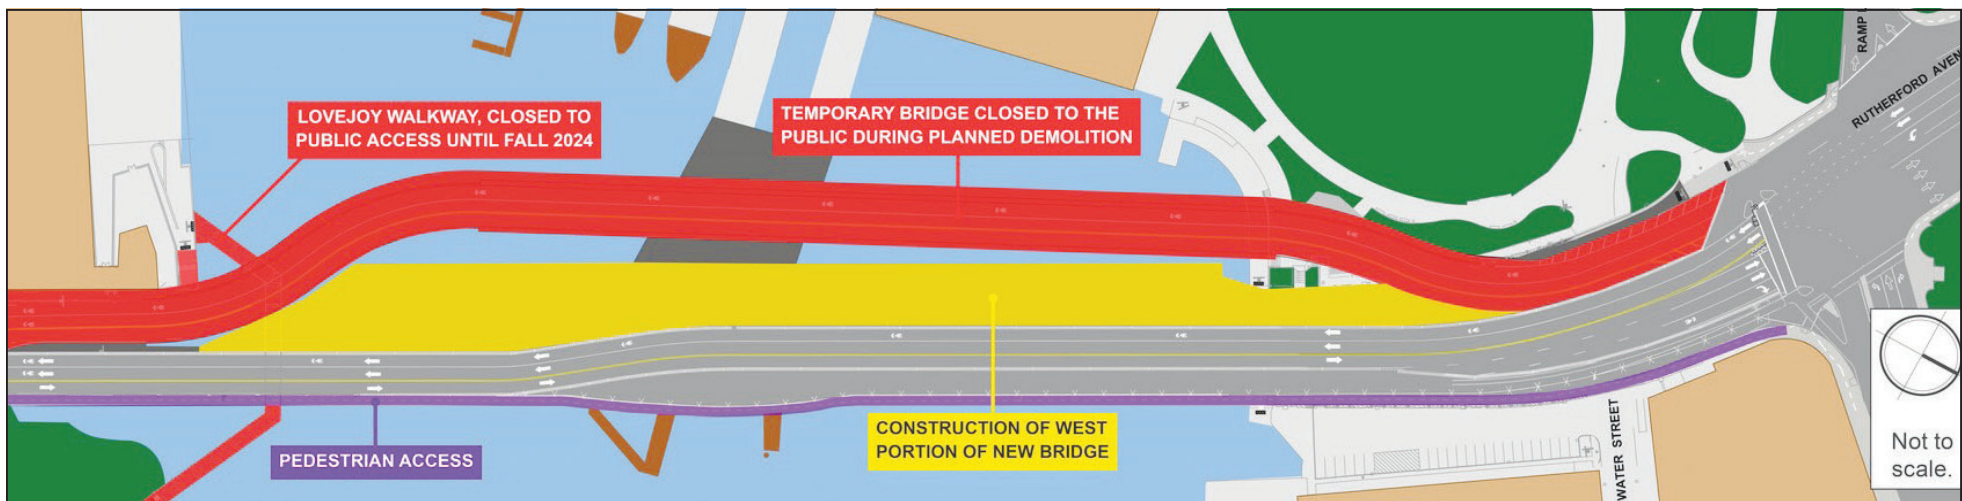 LOVEJOY WALKWAY, CLOSED TO
PUBLIC ACCESS UNTIL FALL 2024
TEMPORARY BRIDGE CLOSED TO THE
PUBLIC DURING PLANNED DEMOLITION
RAMP
RUTHERFORD AVEN
PEDESTRIAN ACCESS
CONSTRUCTION OF WEST
PORTION OF NEW BRIDGE
WATER STREET
Not to
scale.